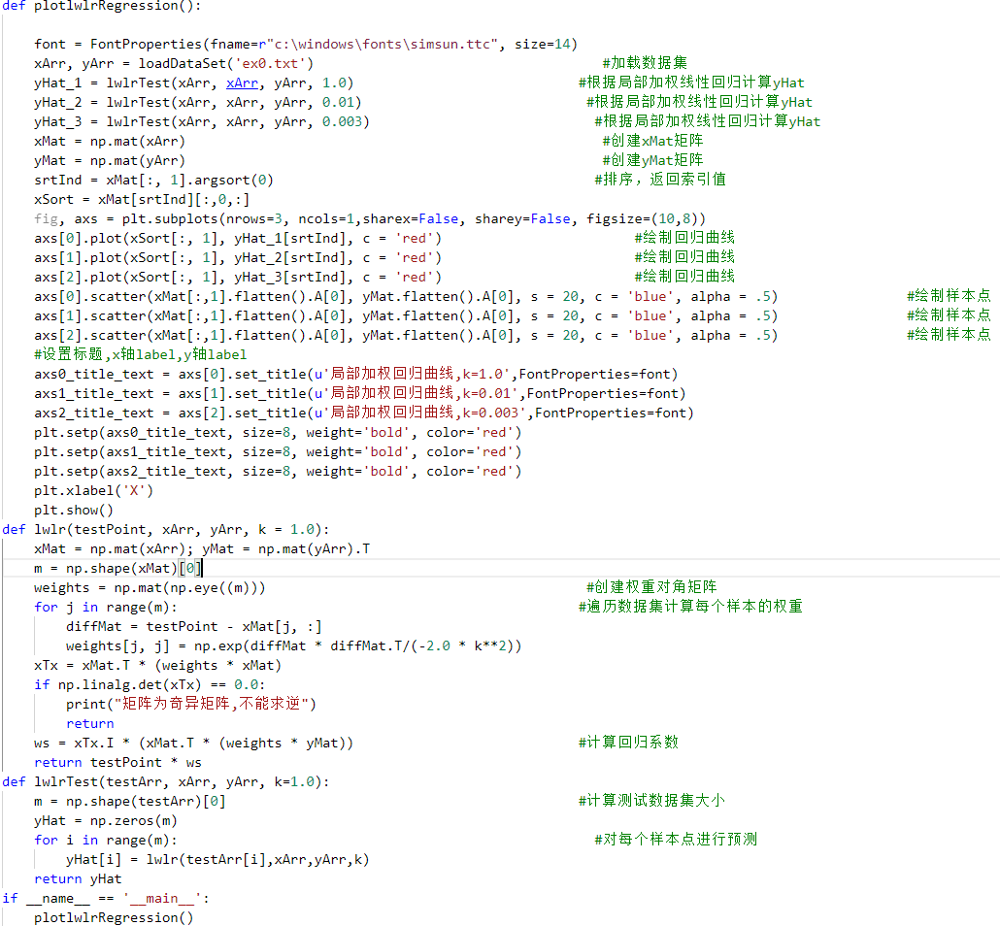 def plotlwlrRegression():
    font = FontProperties(fname=r"c:\windows\fonts\simsun.ttc", size=14)
    xArr, yArr = loadDataSet('ex0.txt')                                    #加载数据集
    yHat_1 = lwlrTest(xArr, xArr, yArr, 1.0)                            #根据局部加权线性回归计算yHat
    yHat_2 = lwlrTest(xArr, xArr, yArr, 0.01)                            #根据局部加权线性回归计算yHat
    yHat_3 = lwlrTest(xArr, xArr, yArr, 0.003)                            #根据局部加权线性回归计算yHat
    xMat = np.mat(xArr)                                                    #创建xMat矩阵
    yMat = np.mat(yArr)                                                    #创建yMat矩阵
    srtInd = xMat[:, 1].argsort(0)                                        #排序，返回索引值
    xSort = xMat[srtInd][:,0,:]
    fig, axs = plt.subplots(nrows=3, ncols=1,sharex=False, sharey=False, figsize=(10,8))
    axs[0].plot(xSort[:, 1], yHat_1[srtInd], c = 'red')                        #绘制回归曲线
    axs[1].plot(xSort[:, 1], yHat_2[srtInd], c = 'red')                        #绘制回归曲线
    axs[2].plot(xSort[:, 1], yHat_3[srtInd], c = 'red')                        #绘制回归曲线
    axs[0].scatter(xMat[:,1].flatten().A[0], yMat.flatten().A[0], s = 20, c = 'blue', alpha = .5)                #绘制样本点
    axs[1].scatter(xMat[:,1].flatten().A[0], yMat.flatten().A[0], s = 20, c = 'blue', alpha = .5)                #绘制样本点
    axs[2].scatter(xMat[:,1].flatten().A[0], yMat.flatten().A[0], s = 20, c = 'blue', alpha = .5)                #绘制样本点
    #设置标题,x轴label,y轴label
    axs0_title_text = axs[0].set_title(u'局部加权回归曲线,k=1.0',FontProperties=font)
    axs1_title_text = axs[1].set_title(u'局部加权回归曲线,k=0.01',FontProperties=font)
    axs2_title_text = axs[2].set_title(u'局部加权回归曲线,k=0.003',FontProperties=font)
    plt.setp(axs0_title_text, size=8, weight='bold', color='red')
    plt.setp(axs1_title_text, size=8, weight='bold', color='red')
    plt.setp(axs2_title_text, size=8, weight='bold', color='red')
    plt.xlabel('X')
    plt.show()
def lwlr(testPoint, xArr, yArr, k = 1.0):
    xMat = np.mat(xArr); yMat = np.mat(yArr).T
    m = np.shape(xMat)[0]
    weights = np.mat(np.eye((m)))                                        #创建权重对角矩阵
    for j in range(m):                                                  #遍历数据集计算每个样本的权重
        diffMat = testPoint - xMat[j, :]
        weights[j, j] = np.exp(diffMat * diffMat.T/(-2.0 * k**2))
    xTx = xMat.T * (weights * xMat)
    if np.linalg.det(xTx) == 0.0:
        print("矩阵为奇异矩阵,不能求逆")
        return
    ws = xTx.I * (xMat.T * (weights * yMat))                            #计算回归系数
    return testPoint * ws
def lwlrTest(testArr, xArr, yArr, k=1.0):
    m = np.shape(testArr)[0]                                            #计算测试数据集大小
    yHat = np.zeros(m)
    for i in range(m):                                                    #对每个样本点进行预测
        yHat[i] = lwlr(testArr[i],xArr,yArr,k)
    return yHat
if __name__ == '__main__':
    plotlwlrRegression()